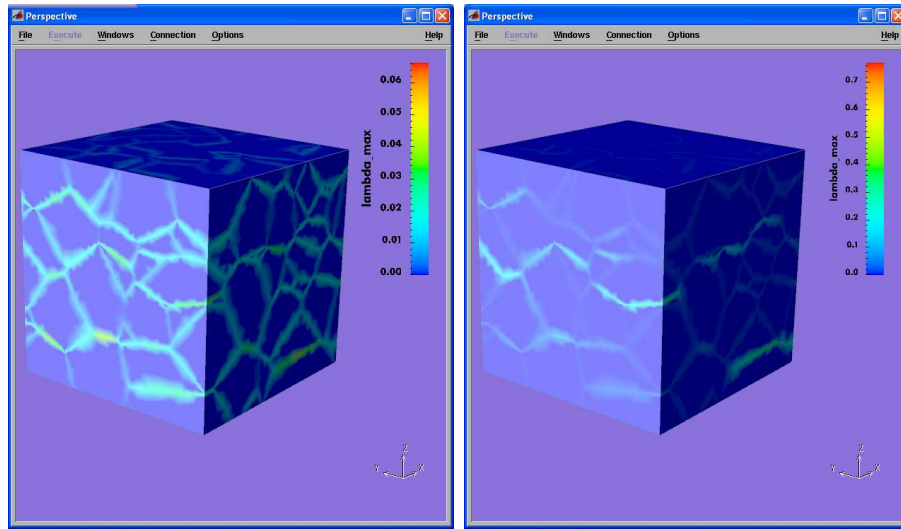 Perspective
File Execute Windows Connection Options Help
0.06
0.05
0.04
0.03
0.02
0.01
0.00
lambda_max
Z
Y X
Perspective
File Execute Windows Connection Options Help
0.7
0.6
0.5
0.4
0.3
0.2
0.1
0.0
lambda_max
Z
Y X